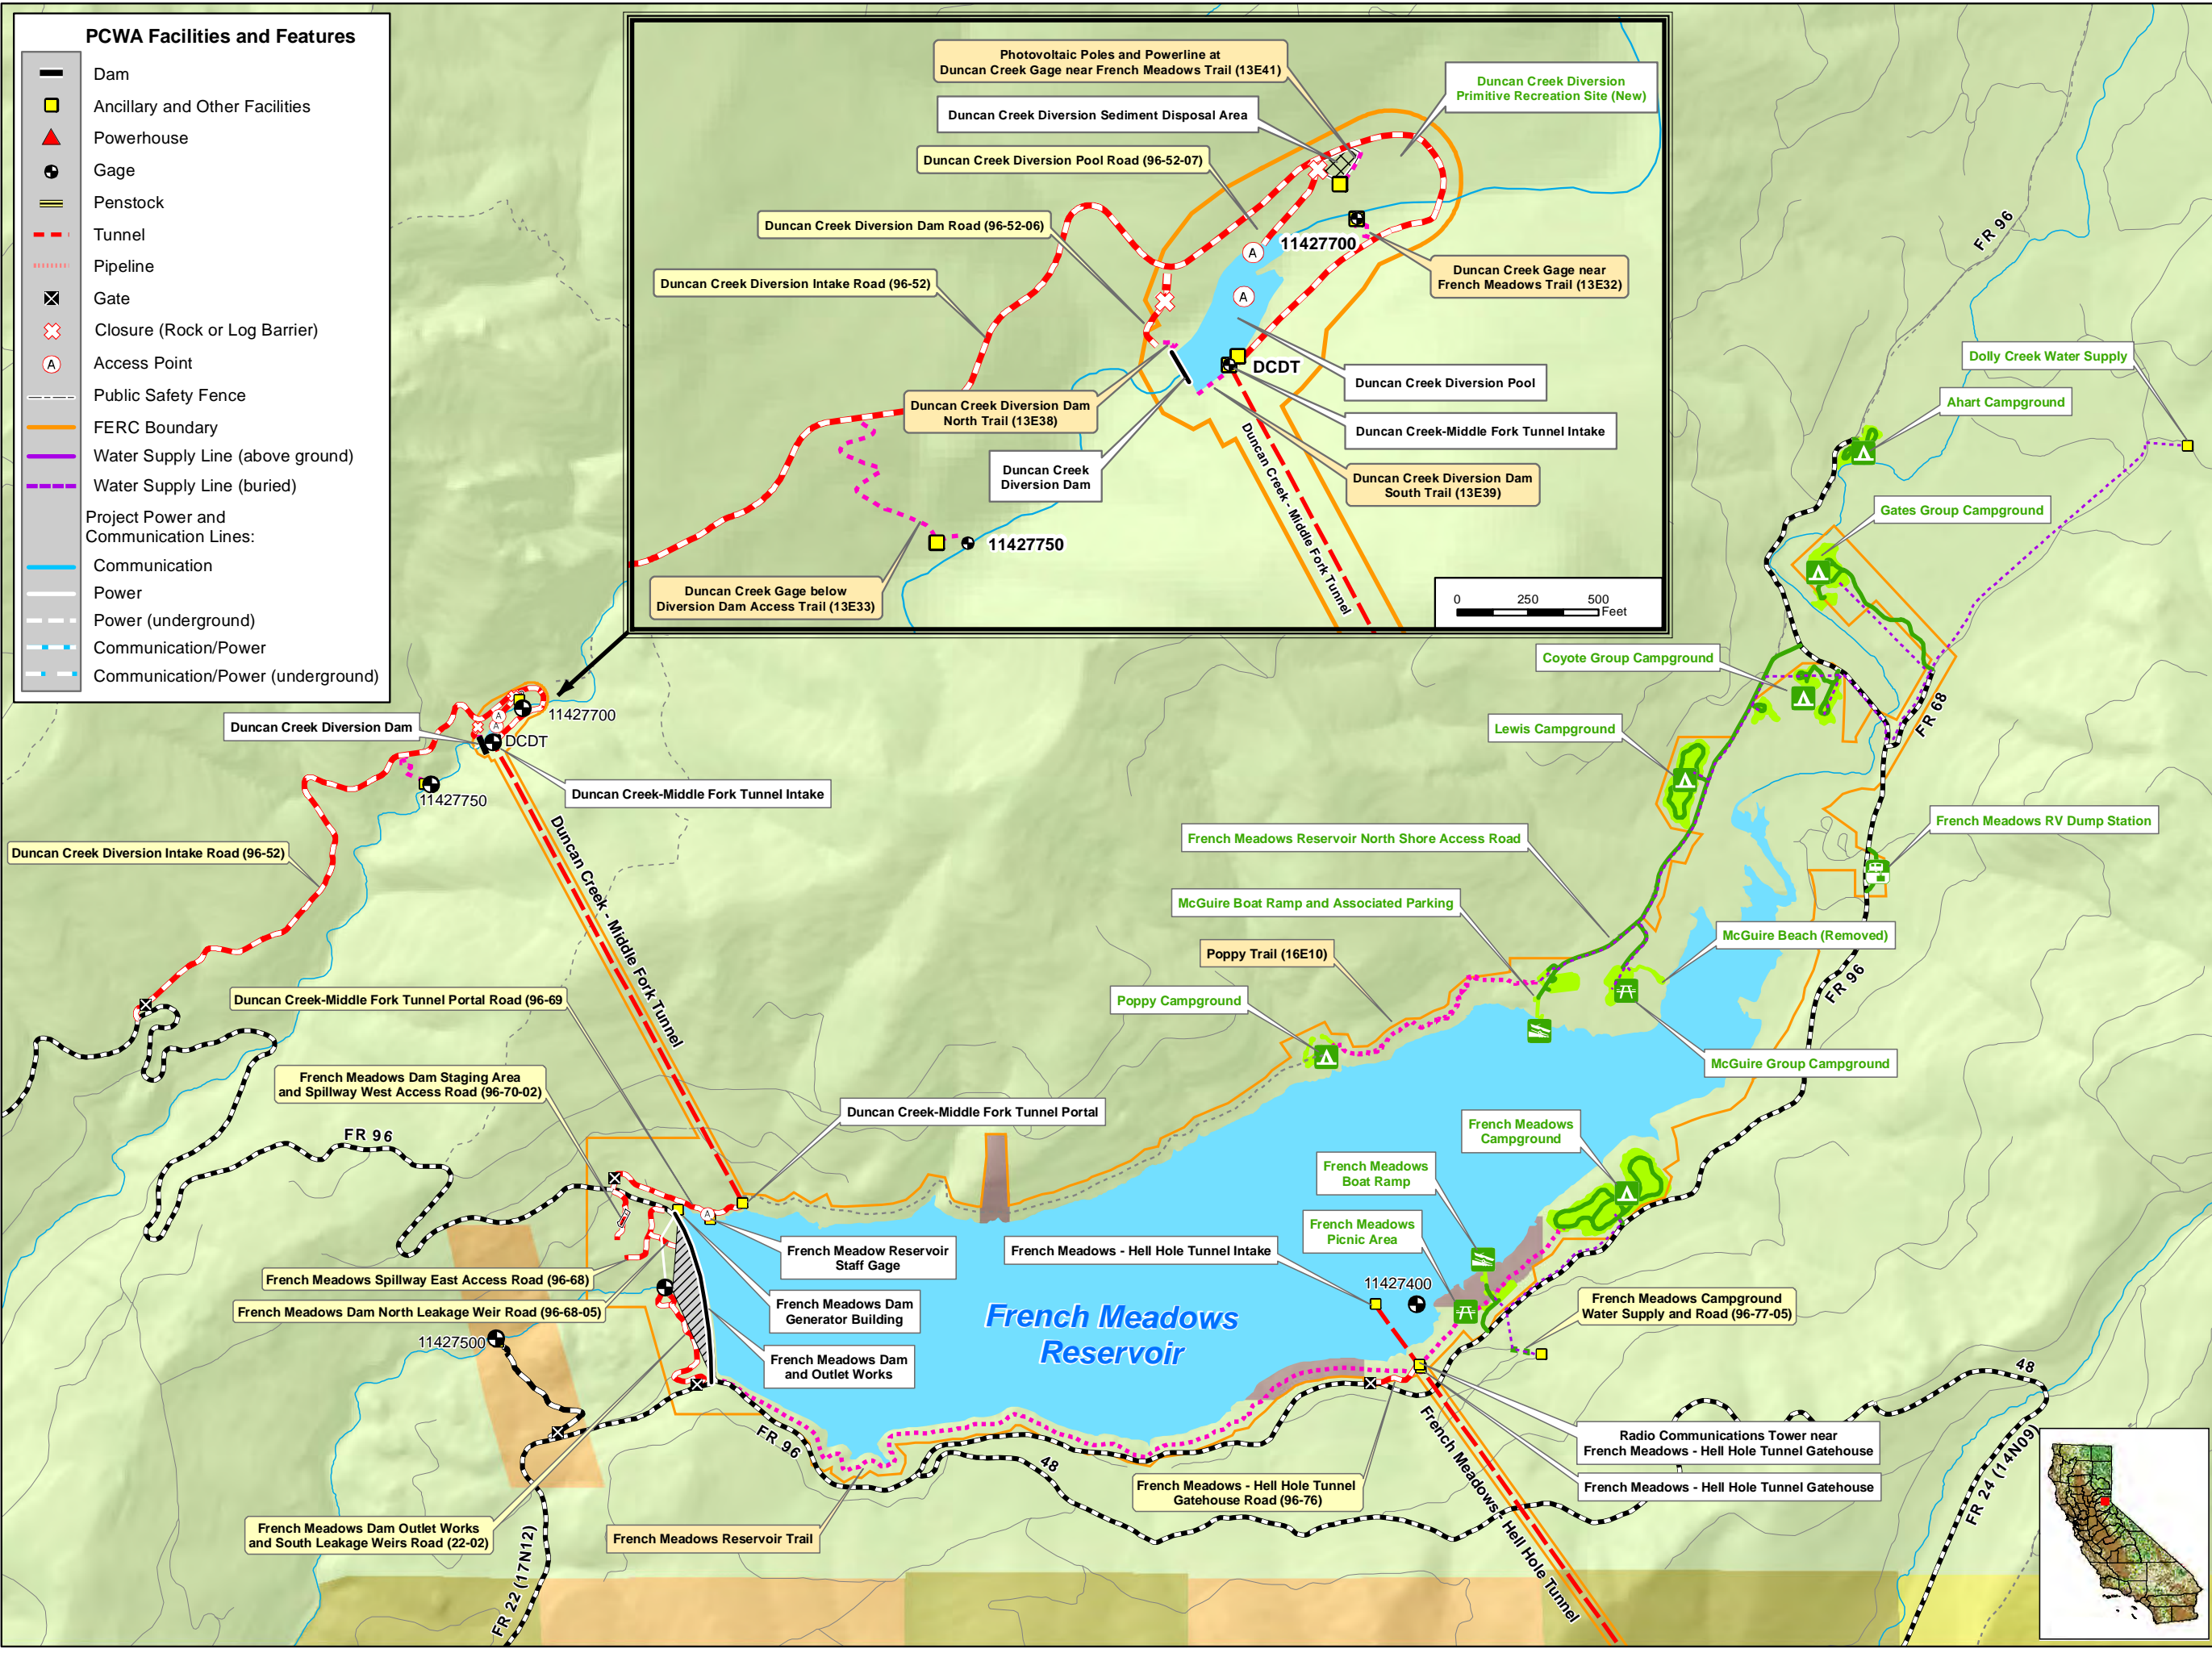 PCWA Facilities and Features
Dam
Ancillary and Other Facilities
Powerhouse
Gage
Penstock
Tunnel
Pipeline
Gate
Closure (Rock or Log Barrier)
A
Access Point
Public Safety Fence
FERC Boundary
Water Supply Line (above ground)
Water Supply Line (buried)
Project Power and
Communication Lines:
Communication
Power
Power (underground)
Communication/Power
Communication/Power (underground)
Photovoltaic Poles and Powerline at
Duncan Creek Gage near French Meadows Trail (13E41)
Duncan Creek Diversion
Primitive Recreation Site (New)
Duncan Creek Diversion Sediment Disposal Area
Duncan Creek Diversion Pool Road (96-52-07)
Duncan Creek Diversion Dam Road (96-52-06)
11427700
A
Duncan Creek Gage near
French Meadows Trail (13E32)
Duncan Creek Diversion Intake Road (96-52)
A
DCDT
Duncan Creek Diversion Pool
Duncan Creek Diversion Dam
North Trail (13E38)
Duncan Creek-Middle Fork Tunnel Intake
Duncan Creek
Diversion Dam
Duncan Creek Diversion Dam
South Trail (13E39)
Duncan Creek - Middle Fork Tunnel
11427750
Duncan Creek Gage below
Diversion Dam Access Trail (13E33)
0 250 500
Feet
FR 96
Dolly Creek Water Supply
Ahart Campground
Gates Group Campground
Coyote Group Campground
FR 68
Lewis Campground
A
A
11427700
Duncan Creek Diversion Dam
DCDT
Duncan Creek-Middle Fork Tunnel Intake
11427750
Duncan Creek Diversion Intake Road (96-52)
Duncan Creek - Middle Fork Tunnel
French Meadows RV Dump Station
French Meadows Reservoir North Shore Access Road
McGuire Boat Ramp and Associated Parking
McGuire Beach (Removed)
Poppy Trail (16E10)
FR 96
Poppy Campground
Duncan Creek-Middle Fork Tunnel Portal Road (96-69
McGuire Group Campground
French Meadows Dam Staging Area
and Spillway West Access Road (96-70-02)
Duncan Creek-Middle Fork Tunnel Portal
FR 96
French Meadows
Campground
French Meadows
Boat Ramp
A
French Meadows
Picnic Area
French Meadow Reservoir
Staff Gage
French Meadows - Hell Hole Tunnel Intake
French Meadows Spillway East Access Road (96-68)
11427400
French Meadows Dam North Leakage Weir Road (96-68-05)
French Meadows Dam
Generator Building
French Meadows
Reservoir
French Meadows Campground
Water Supply and Road (96-77-05)
11427500
French Meadows Dam
and Outlet Works
48
FR 96
48
French Meadows - Hell Hole Tunnel
Radio Communications Tower near
French Meadows - Hell Hole Tunnel Gatehouse
French Meadows - Hell Hole Tunnel
Gatehouse Road (96-76)
French Meadows - Hell Hole Tunnel Gatehouse
FR 24 (14N09)
French Meadows Dam Outlet Works
and South Leakage Weirs Road (22-02)
French Meadows Reservoir Trail
FR 22 (17N12)